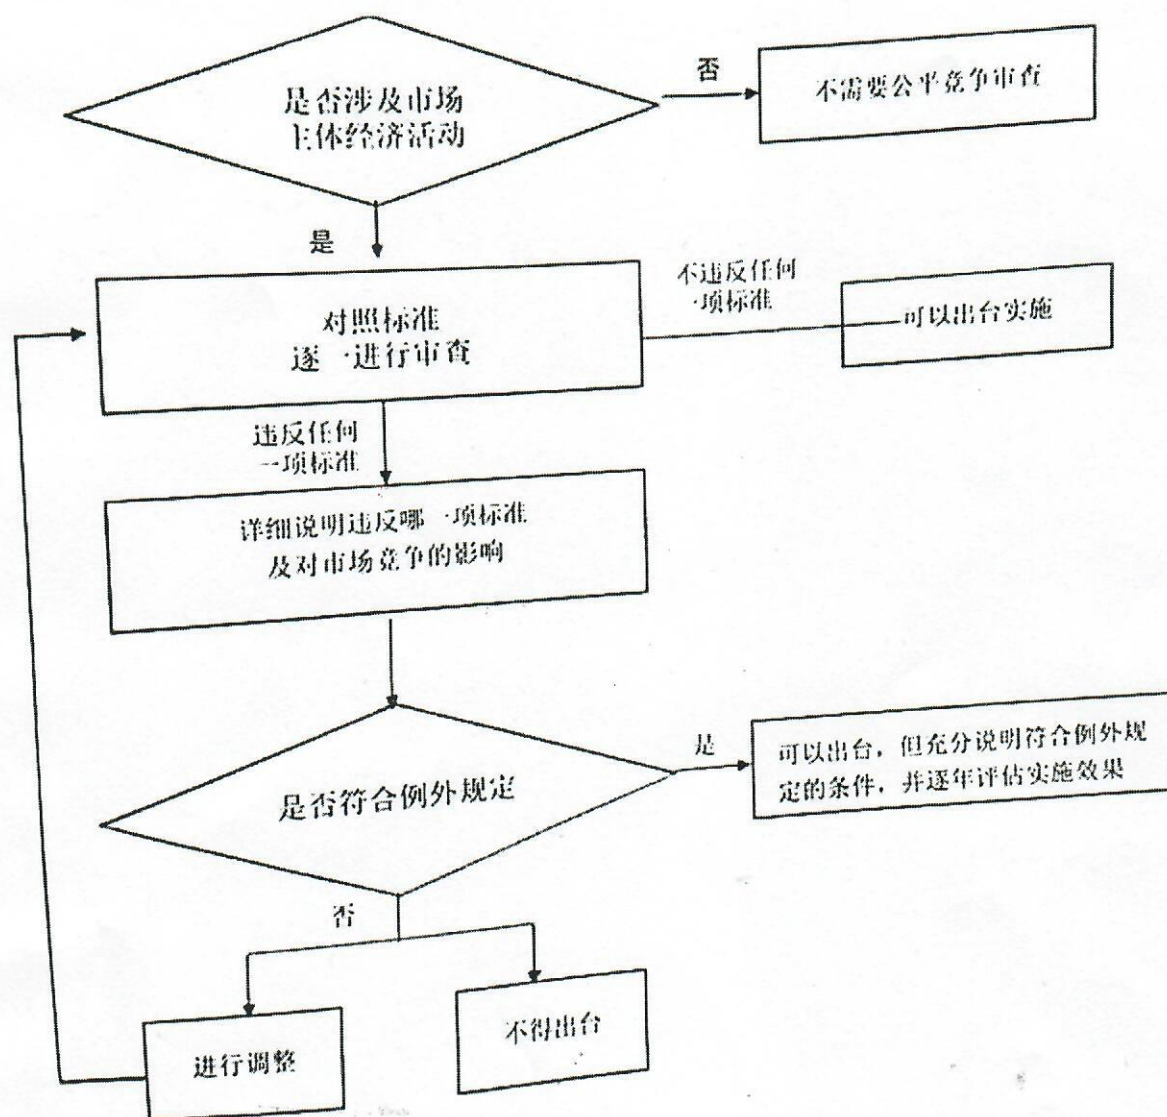 是否涉及市场
主体经济活动
否
不需要公平竞争审查
是
对照标准
逐一进行审查
不违反任何
一项标准
可以出台实施
违反任何
一项标准
详细说明违反哪一项标准
及对市场竞争的影响
是否符合例外规定
是
可以出台，但充分说明符合例外规
定的条件，并逐年评估实施效果
否
进行调整
不得出台